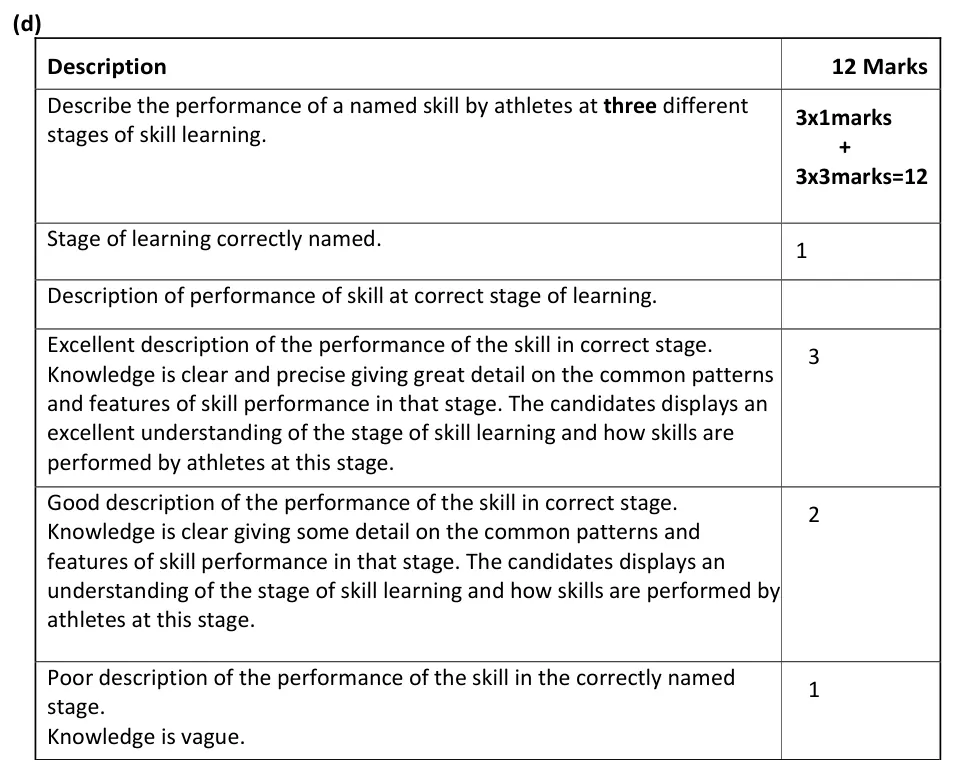 (d)
Description
12 Marks
Describe the performance of a named skill by athletes at three different
stages of skill learning.
3x1marks
+
3x3marks=12
Stage of learning correctly named.
1
Description of performance of skill at correct stage of learning.
Excellent description of the performance of the skill in correct stage.
Knowledge is clear and precise giving great detail on the common patterns
and features of skill performance in that stage. The candidates displays an
excellent understanding of the stage of skill learning and how skills are
performed by athletes at this stage.
3
Good description of the performance of the skill in correct stage.
Knowledge is clear giving some detail on the common patterns and
features of skill performance in that stage. The candidates displays an
understanding of the stage of skill learning and how skills are performed by
athletes at this stage.
2
Poor description of the performance of the skill in the correctly named
stage.
Knowledge is vague.
1